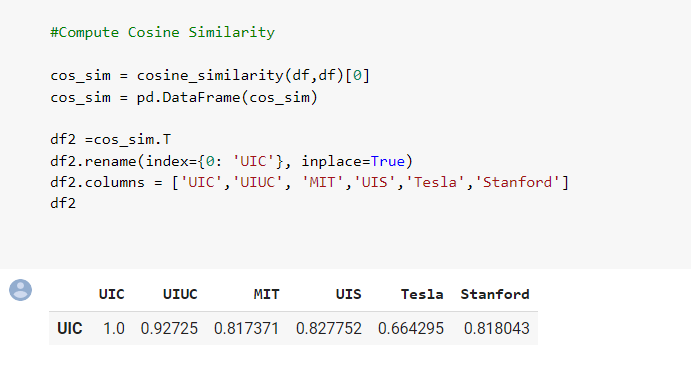 #Compute Cosine Similarity
cos_sim = cosine_similarity(df,df)[0]
cos_sim = pd.DataFrame(cos_sim)
df2 =cos_sim.T
df2.rename(index={0: 'UIC'}, inplace=True)
df2.columns = ['UIC','UIUC', 'MIT','UIS','Tesla','Stanford']
df2
UIC UIUC MIT UIS Tesla Stanford
UIC 1.0 0.92725 0.817371 0.827752 0.664295 0.818043